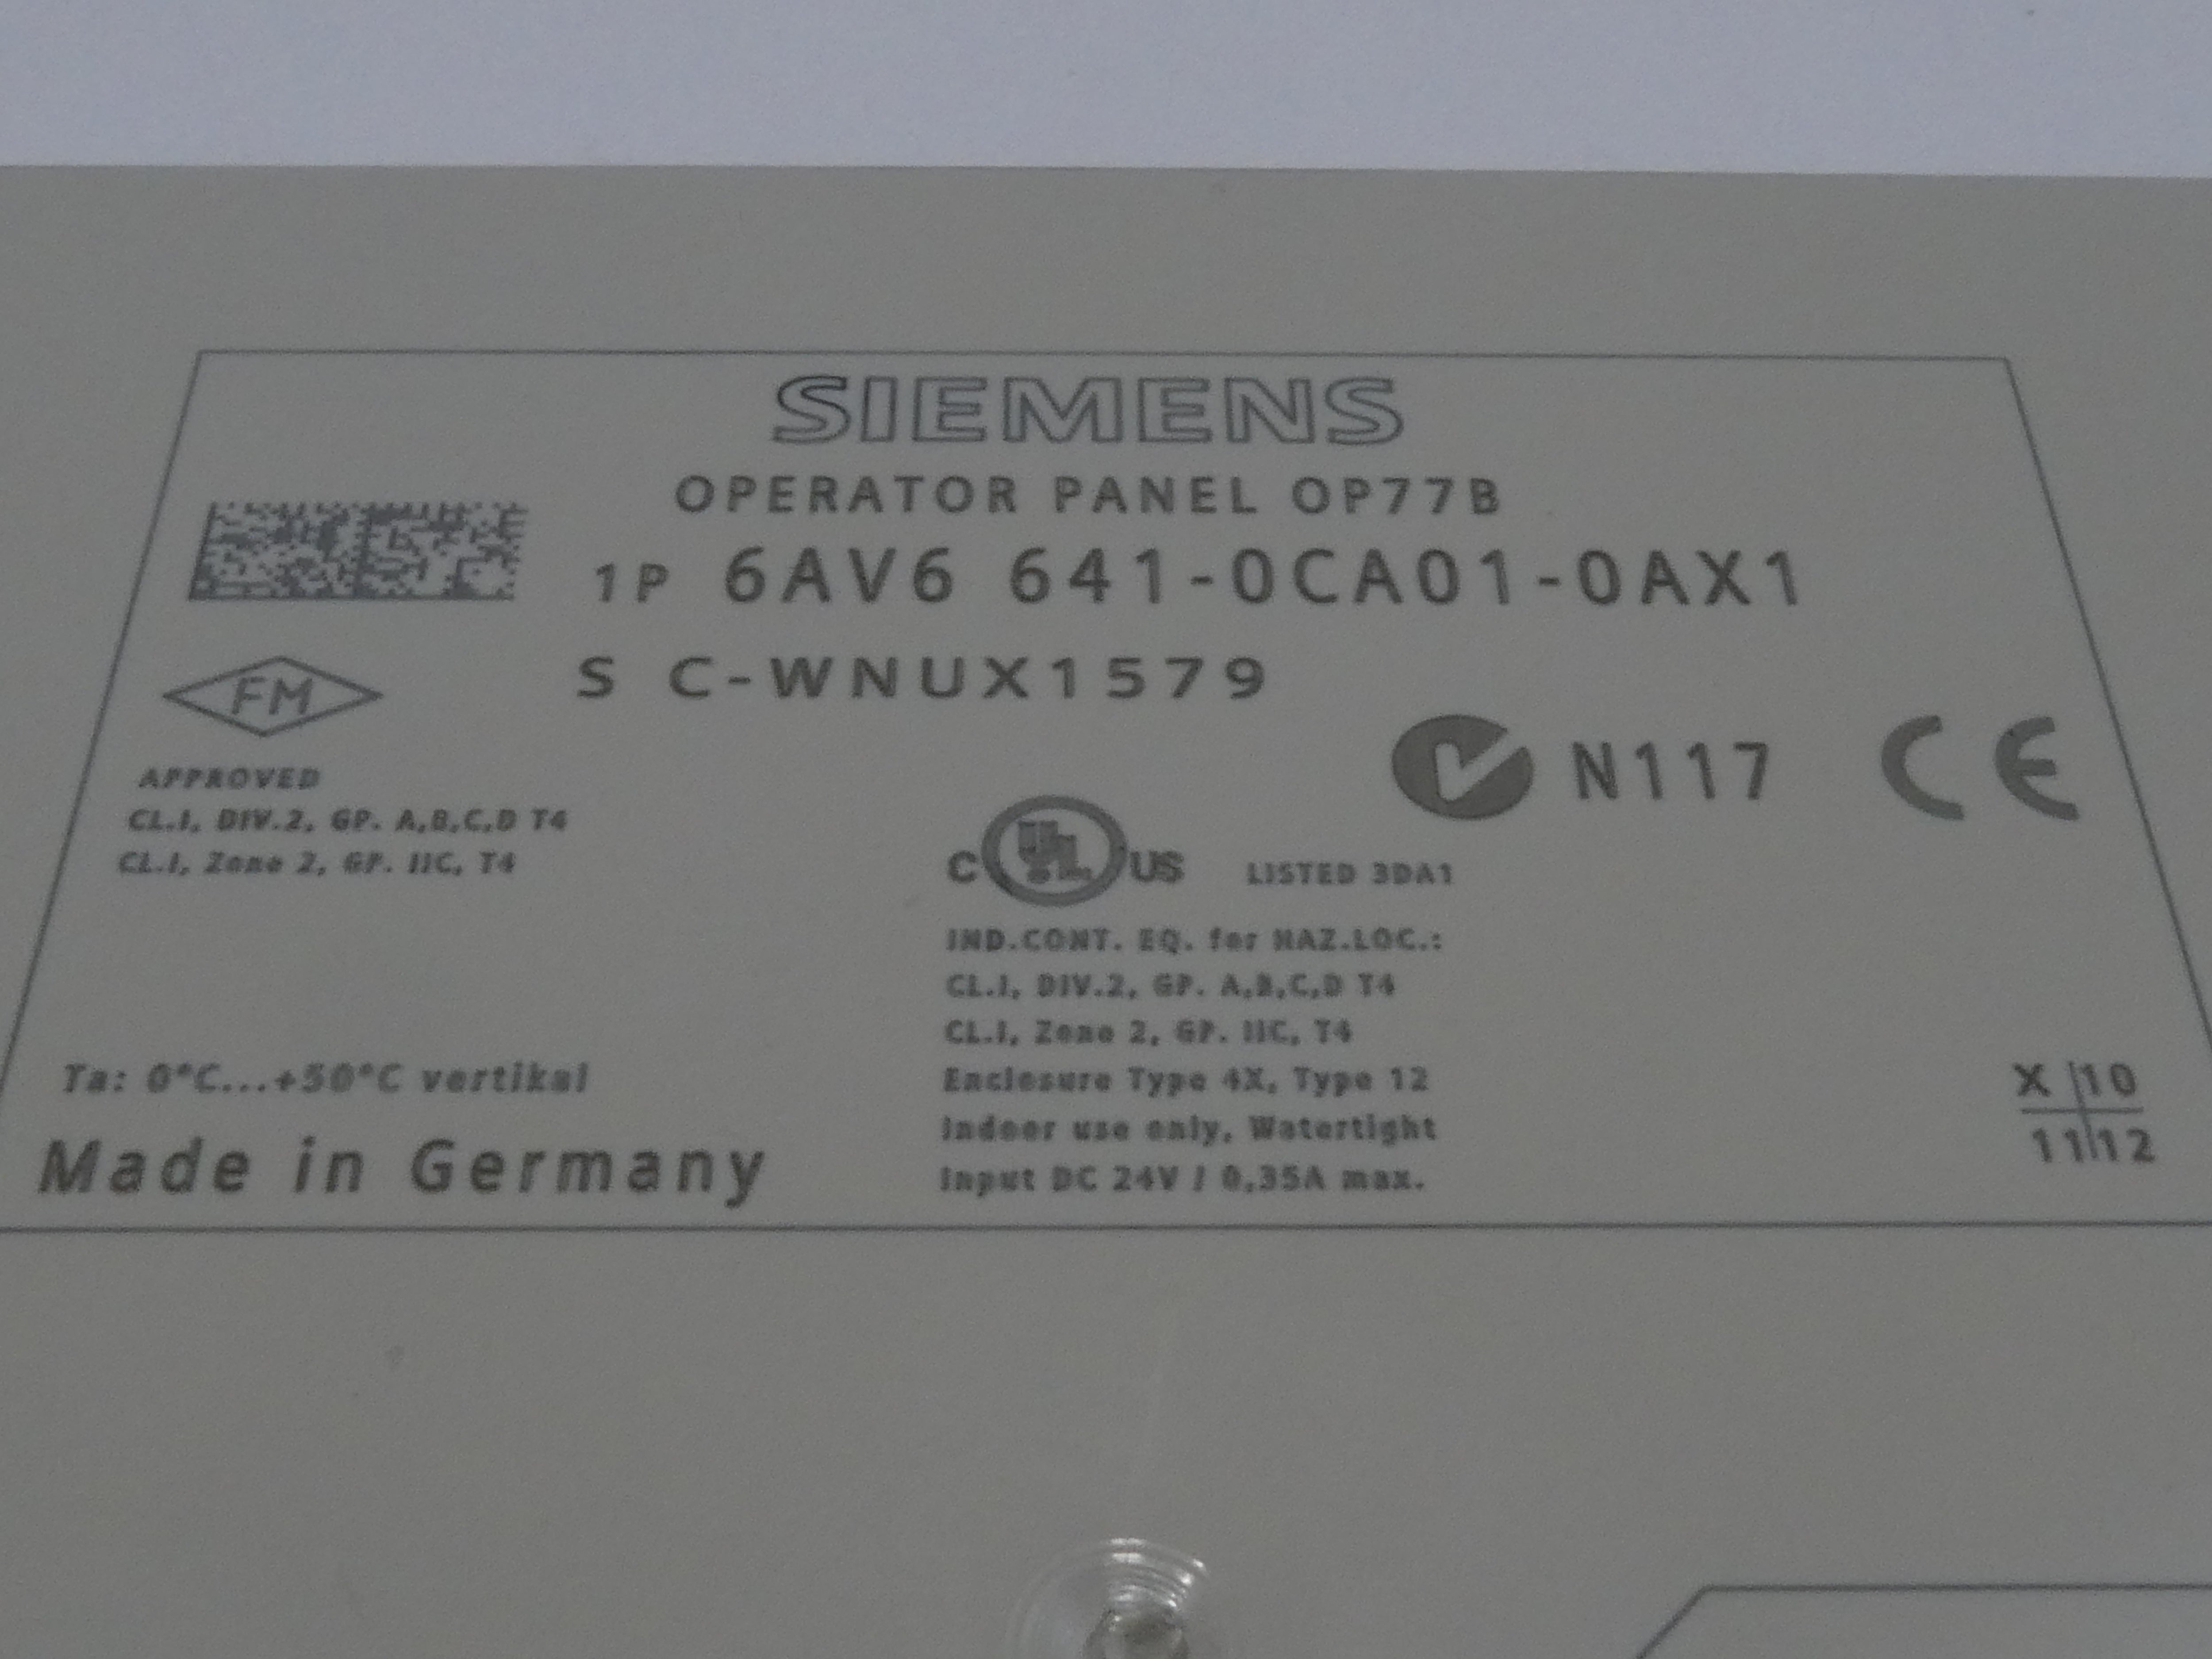 SIEMENS
OPERATOR PANEL OP77B
1P 6AV6 641-0CA01-0AX1
S C-WNUX1579
FM
APPROVED
CL.I, DIV.2, GP. A,B,C,D T4
CL.I, Zone 2, GP. IIC, T4
N117 CE
C UL US LISTED 3DA1
IND.CONT. EQ. for HAZ.LOC.:
CL.I, DIV.2, GP. A,B,C,D T4
CL.I, Zone 2, GP. IIC, T4
Enclosure Type 4X, Type 12
Indoor use only, Watertight
Input DC 24V / 0,35A max.
Ta: 0°C...+50°C vertikal
Made in Germany
X 10
11 12